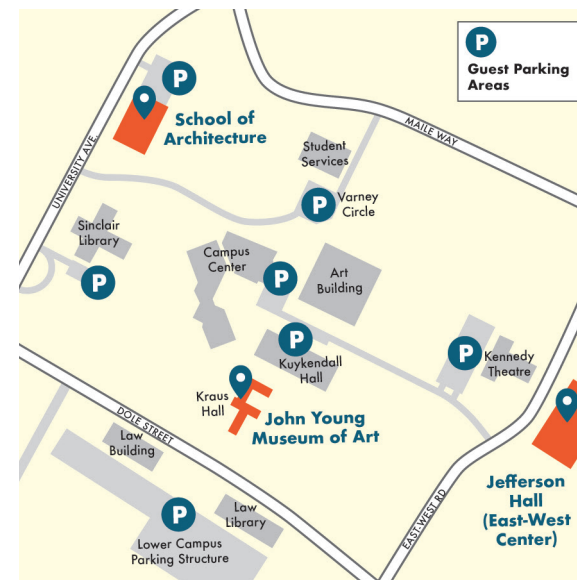 P
Guest Parking
Areas
P
School of
Architecture
MAILE WAY
UNIVERSITY AVE.
Student
Services
P
Varney
Circle
Sinclair
Library
P
Campus
Center
P
Art
Building
P
Kuykendall
Hall
P
Kennedy
Theatre
Kraus
Hall
John Young
Museum of Art
DOLE STREET
Law
Building
Jefferson
Hall
(East-West
Center)
EAST-WEST RD
P
Law
Library
Lower Campus
Parking Structure